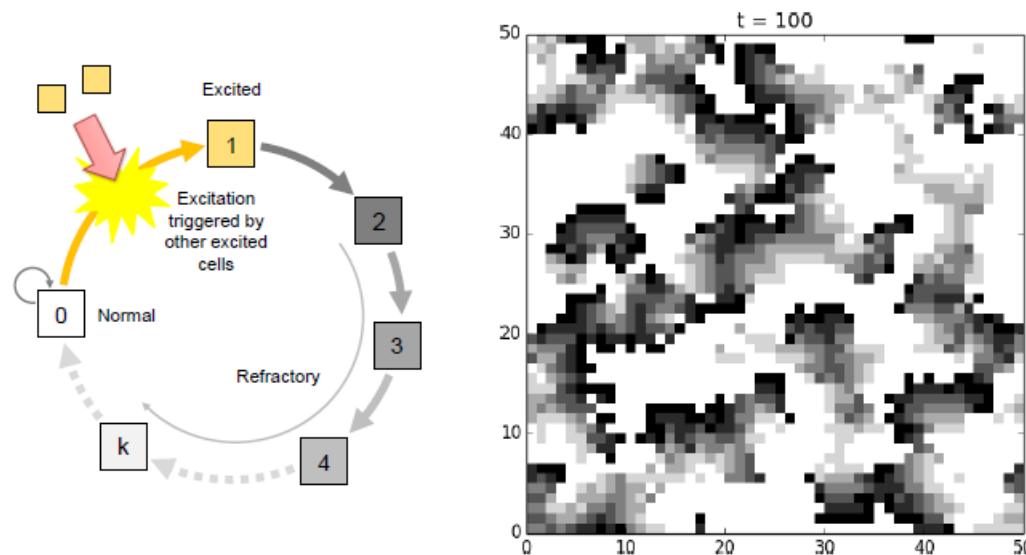 Excited
1
Excitation
triggered by
other excited
cells
2
0
Normal
3
Refractory
k
4
t = 100
50
40
30
20
10
0
0
10
20
30
40
50